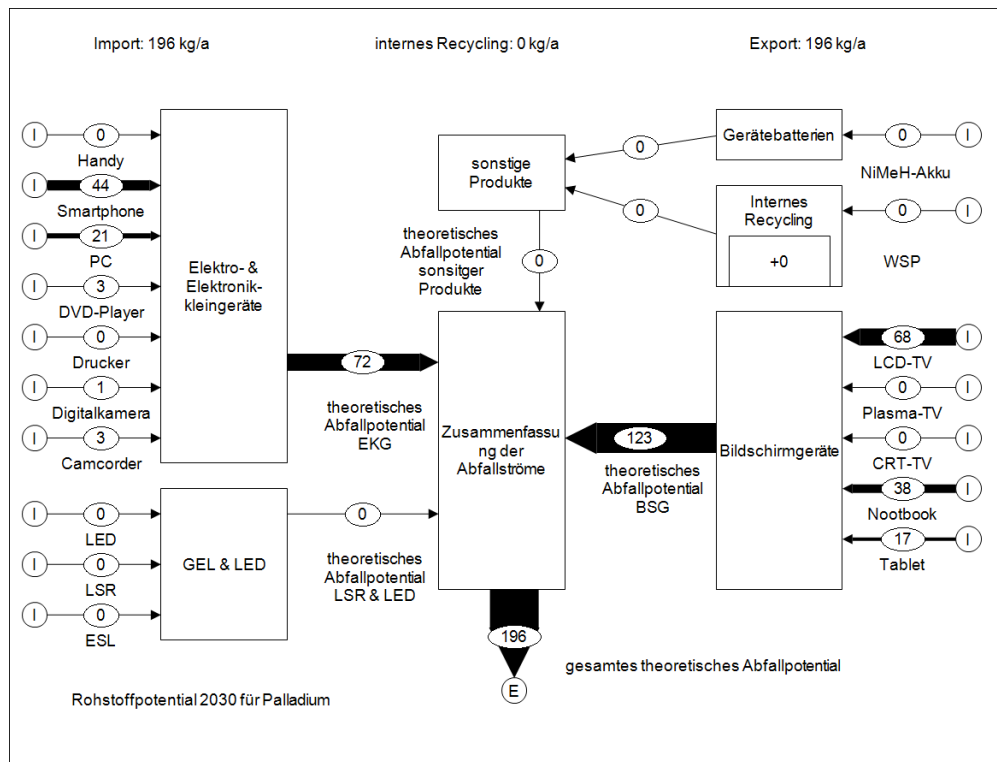 Import: 196 kg/a
internes Recycling: 0 kg/a
Export: 196 kg/a
I
0
Handy
I
44
Smartphone
I
21
PC
I
3
DVD-Player
I
0
Drucker
I
1
Digitalkamera
I
3
Camcorder
Elektro- &
Elektronik-
kleingeräte
72
theoretisches
Abfallpotential
EKG
I
0
LED
I
0
LSR
I
0
ESL
GEL & LED
0
theoretisches
Abfallpotential
LSR & LED
sonstige
Produkte
0
0
theoretisches
Abfallpotential
sonsitger
Produkte
0
Gerätebatterien
0
I
NiMeH-Akku
Internes
Recycling
+0
0
I
WSP
Zusammenfassu
ng der
Abfallströme
123
theoretisches
Abfallpotential
BSG
Bildschirmgeräte
68
I
LCD-TV
0
I
Plasma-TV
0
I
CRT-TV
38
I
Nootbook
17
I
Tablet
196
E
gesamtes theoretisches Abfallpotential
Rohstoffpotential 2030 für Palladium